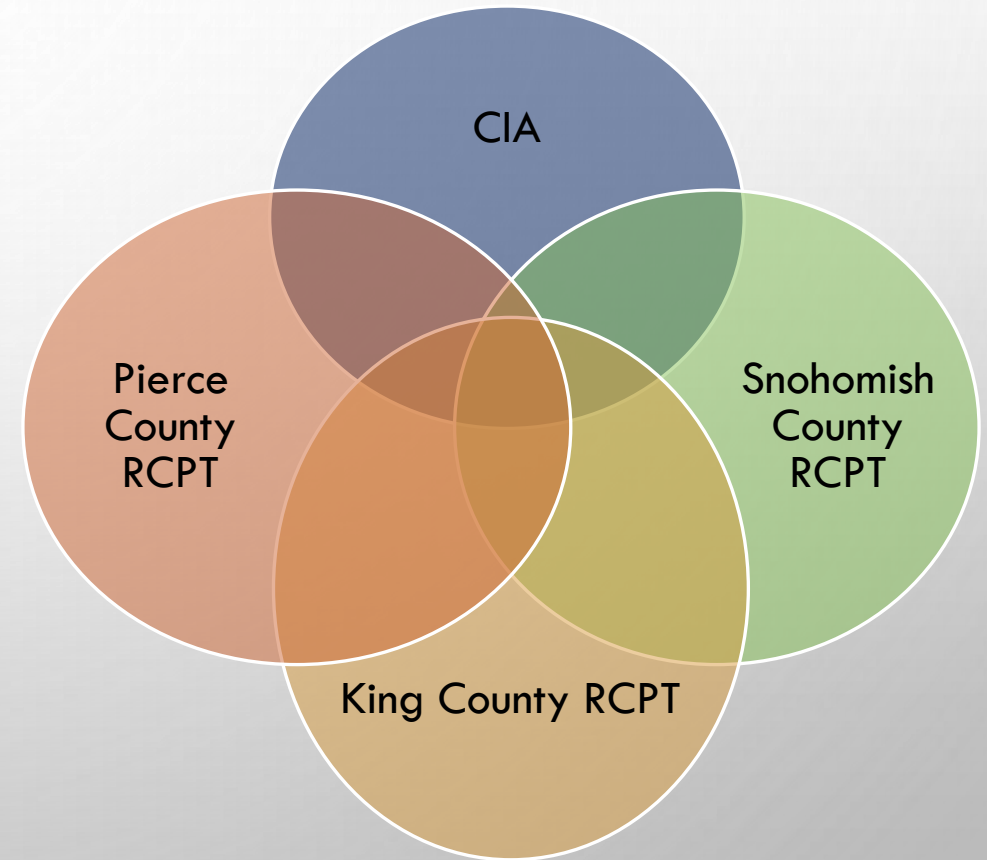 CIA
Pierce
County
RCPT
Snohomish
County
RCPT
King County RCPT